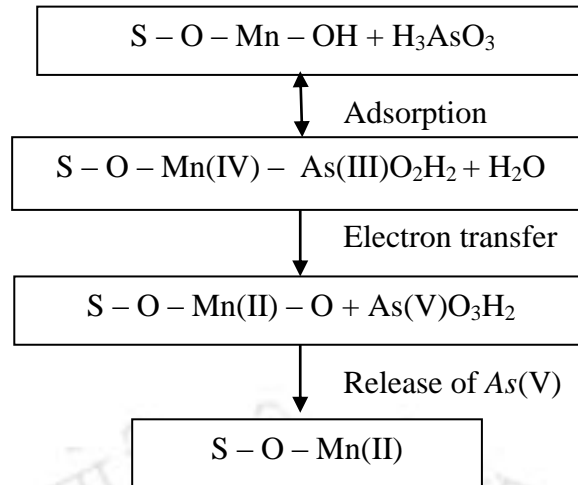 S – O – Mn – OH + H₃AsO₃
Adsorption
S – O – Mn(IV) – As(III)O₂H₂ + H₂O
Electron transfer
S – O – Mn(II) – O + As(V)O₃H₂
Release of As(V)
S – O – Mn(II)